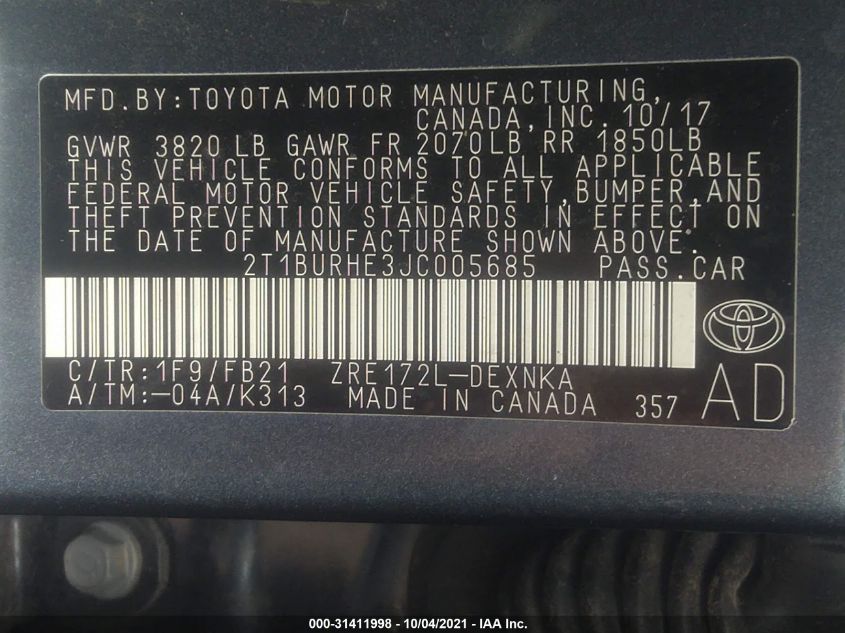 MFD.BY:TOYOTA MOTOR MANUFACTURING,
CANADA,INC.10/17
GVWR 3820 LB GAWR FR 2070LB RR 1850LB
THIS VEHICLE CONFORMS TO ALL APPLICABLE
FEDERAL MOTOR VEHICLE SAFETY,BUMPER,AND
THEFT PREVENTION STANDARDS IN EFFECT ON
THE DATE OF MANUFACTURE SHOWN ABOVE.
2T1BURHE3JC005685 PASS.CAR
C/TR:1F9/FB21 ZRE172L-DEXNKA
A/TM:-04A/K313 MADE IN CANADA 357 AD
000-31411998 - 10/04/2021 - IAA Inc.